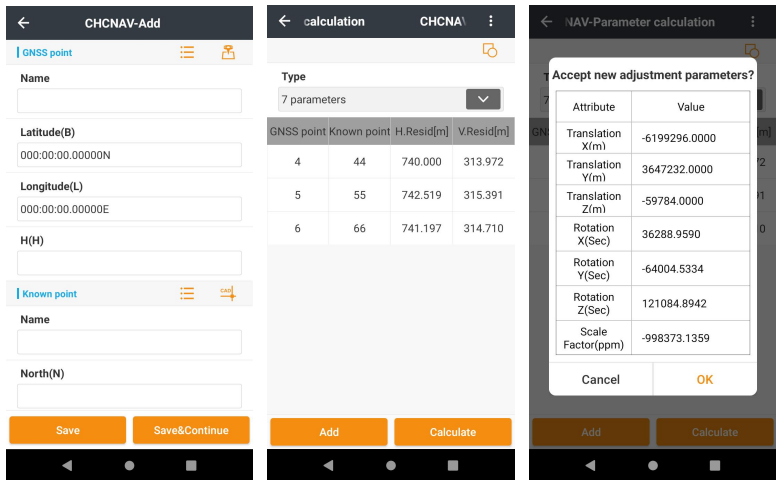 CHCNAV-Add
GNSS point
Name
Latitude(B)
000:00:00.00000N
Longitude(L)
000:00:00.00000E
H(H)
Known point
CAD
Name
North(N)
Save Save&Continue
calculation CHCNA
Type
7 parameters
GNSS point Known point H.Resid[m] V.Resid[m]
4 44 740.000 313.972
5 55 742.519 315.391
6 66 741.197 314.710
Add Calculate
NAV-Parameter calculation
Accept new adjustment parameters?
Attribute Value
Translation
X(m)
-6199296.0000
Translation
Y(m)
3647232.0000
Translation
Z(m)
-59784.0000
Rotation
X(Sec)
36288.9590
Rotation
Y(Sec)
-64004.5334
Rotation
Z(Sec)
121084.8942
Scale
Factor(ppm)
-998373.1359
Cancel OK
Add Calculate